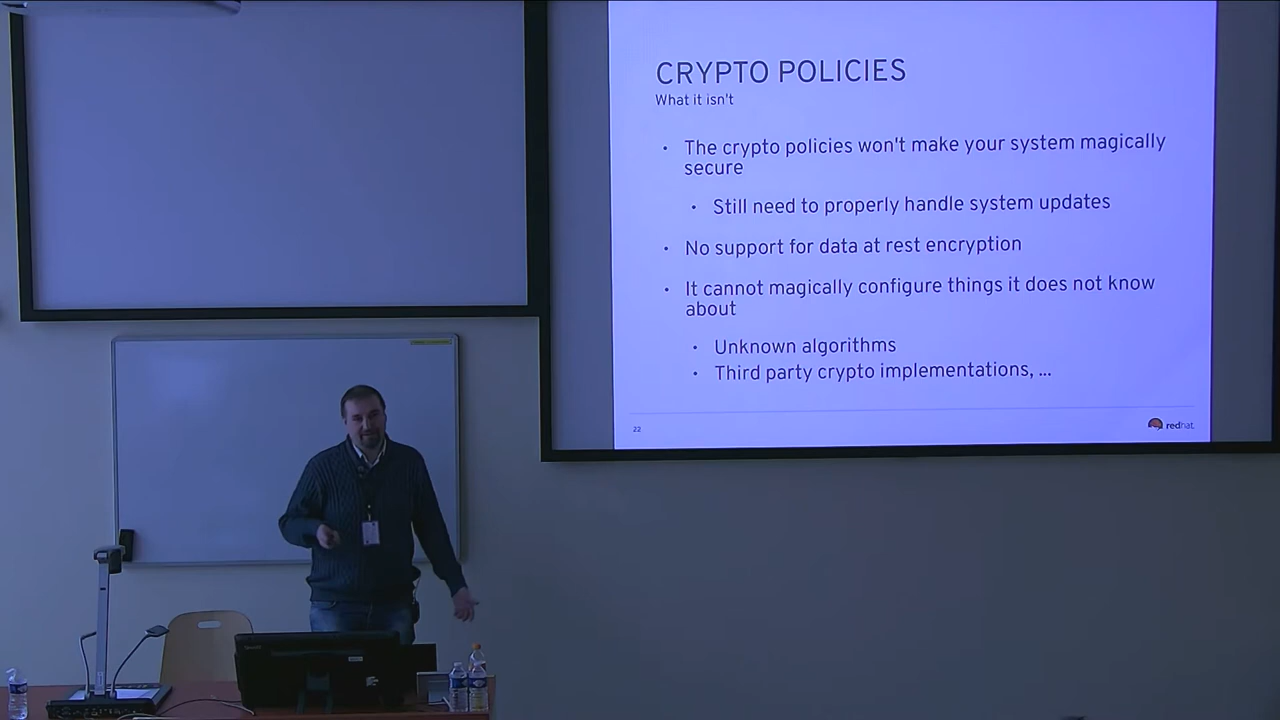 CRYPTO POLICIES
What it isn't
• The crypto policies won't make your system magically
secure
• Still need to properly handle system updates
• No support for data at rest encryption
• It cannot magically configure things it does not know
about
• Unknown algorithms
• Third party crypto implementations, ...
22
redhat.